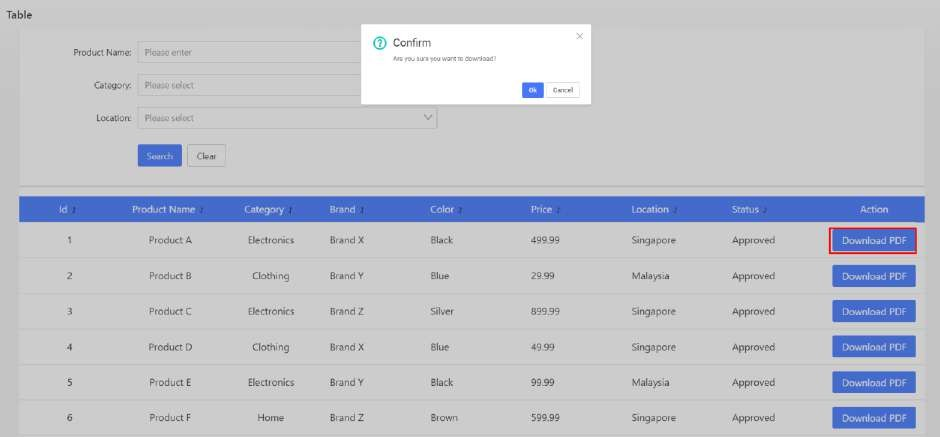 Table
Confirm
Are you sure you want to download?
Ok Cancel
Product Name: Please enter
Category: Please select
Location: Please select
Search Clear
Id Product Name Category Brand Color Price Location Status Action
1 Product A Electronics Brand X Black 499.99 Singapore Approved Download PDF
2 Product B Clothing Brand Y Blue 29.99 Malaysia Approved Download PDF
3 Product C Electronics Brand Z Silver 899.99 Singapore Approved Download PDF
4 Product D Clothing Brand X Blue 49.99 Singapore Approved Download PDF
5 Product E Electronics Brand Y Black 99.99 Malaysia Approved Download PDF
6 Product F Home Brand Z Brown 599.99 Singapore Approved Download PDF